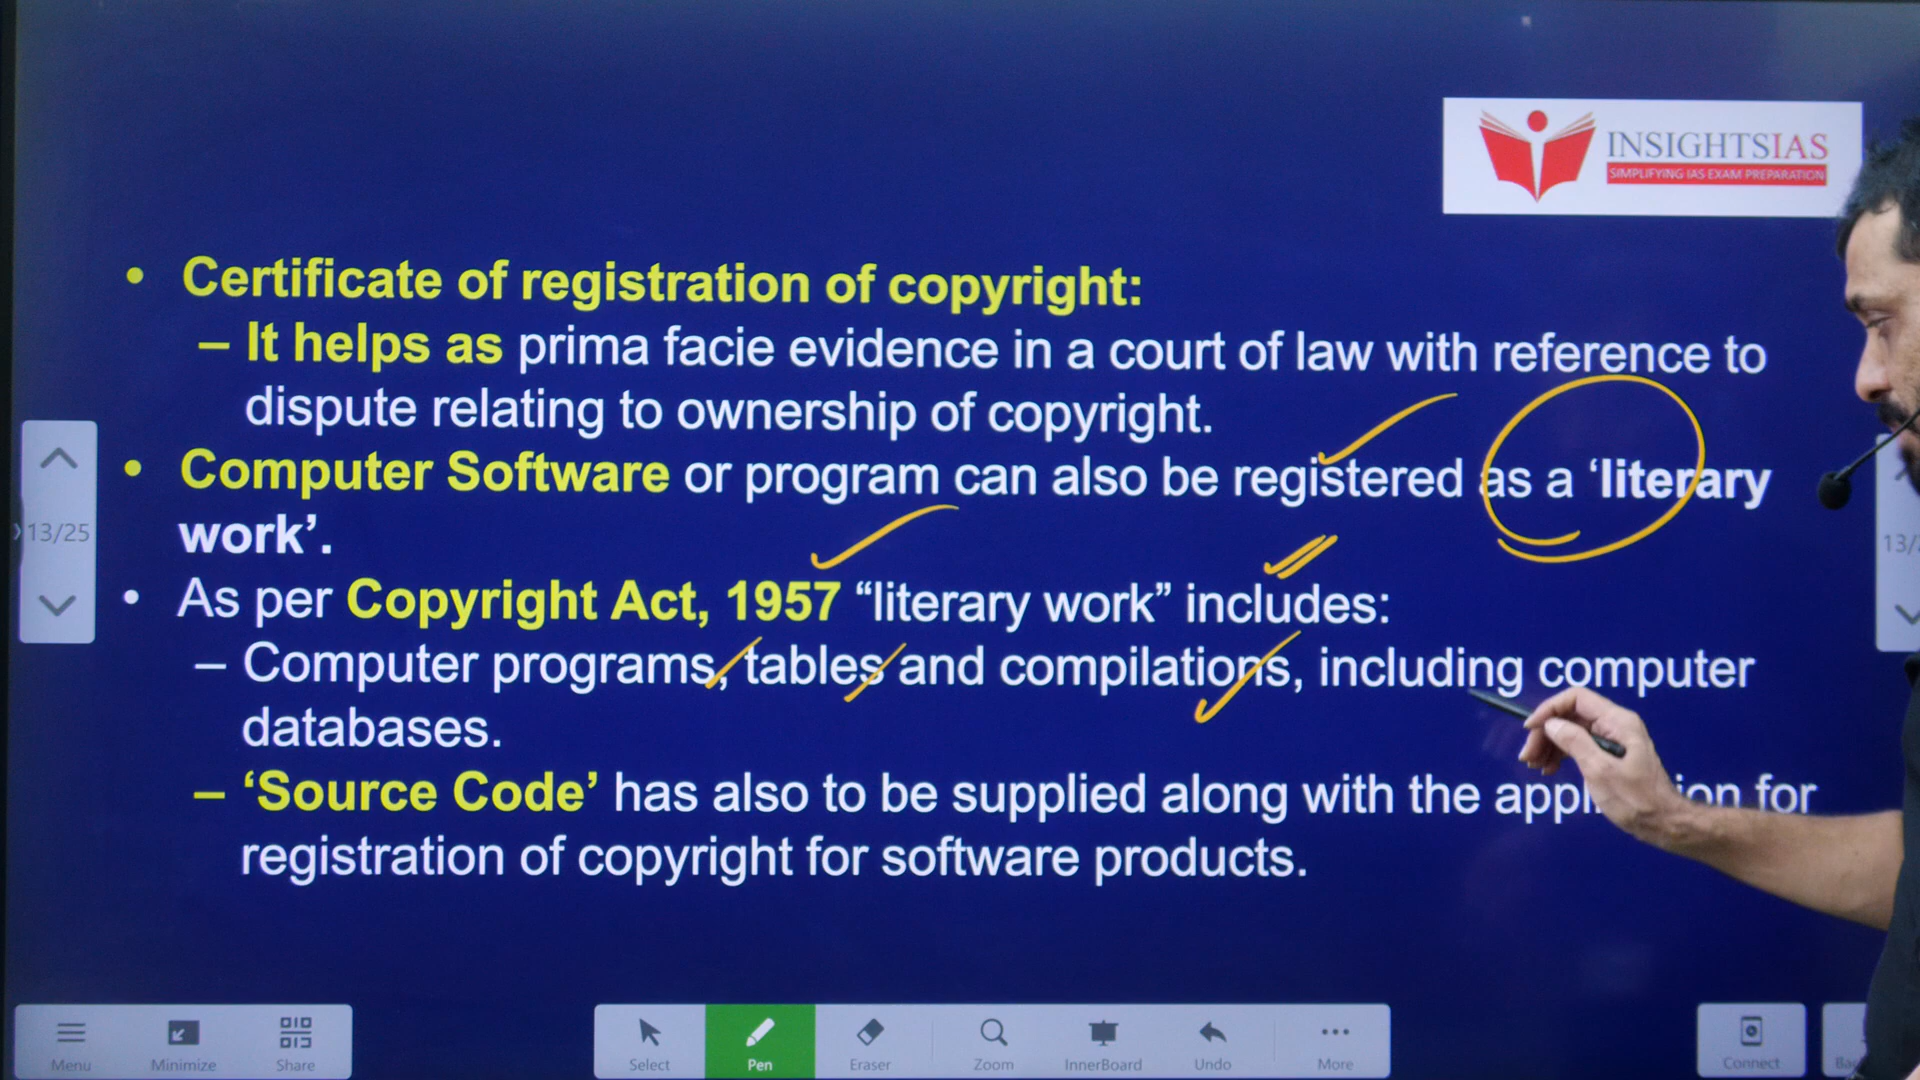 INSIGHTSIAS
SIMPLIFYING IAS EXAM PREPARATION
• Certificate of registration of copyright:
– It helps as prima facie evidence in a court of law with reference to
dispute relating to ownership of copyright.
• Computer Software or program can also be registered as a ‘literary
work’.
• As per Copyright Act, 1957 “literary work” includes:
– Computer programs, tables and compilations, including computer
databases.
– ‘Source Code’ has also to be supplied along with the for
registration of copyright for software products.
13/25
Menu Minimize Share Select Pen Eraser Zoom InnerBoard Undo More Connect